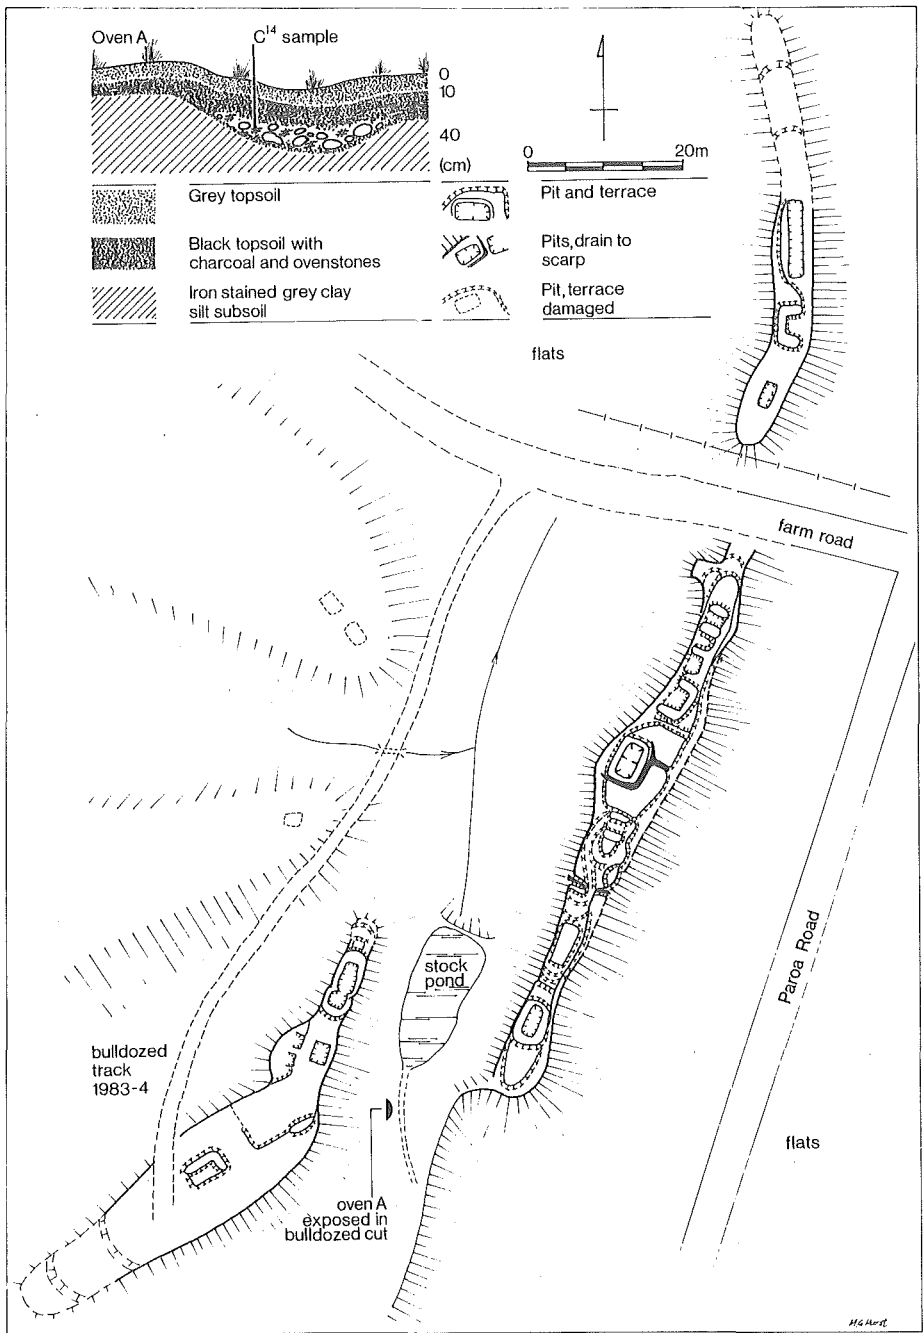 Oven A
C¹⁴ sample
0
10
40
(cm)
0 20m
Grey topsoil
Black topsoil with
charcoal and ovenstones
Iron stained grey clay
silt subsoil
Pit and terrace
Pits,drain to
scarp
Pit,terrace
damaged
flats
farm road
Paroa Road
stock
pond
bulldozed
track
1983-4
flats
oven A
exposed in
bulldozed cut